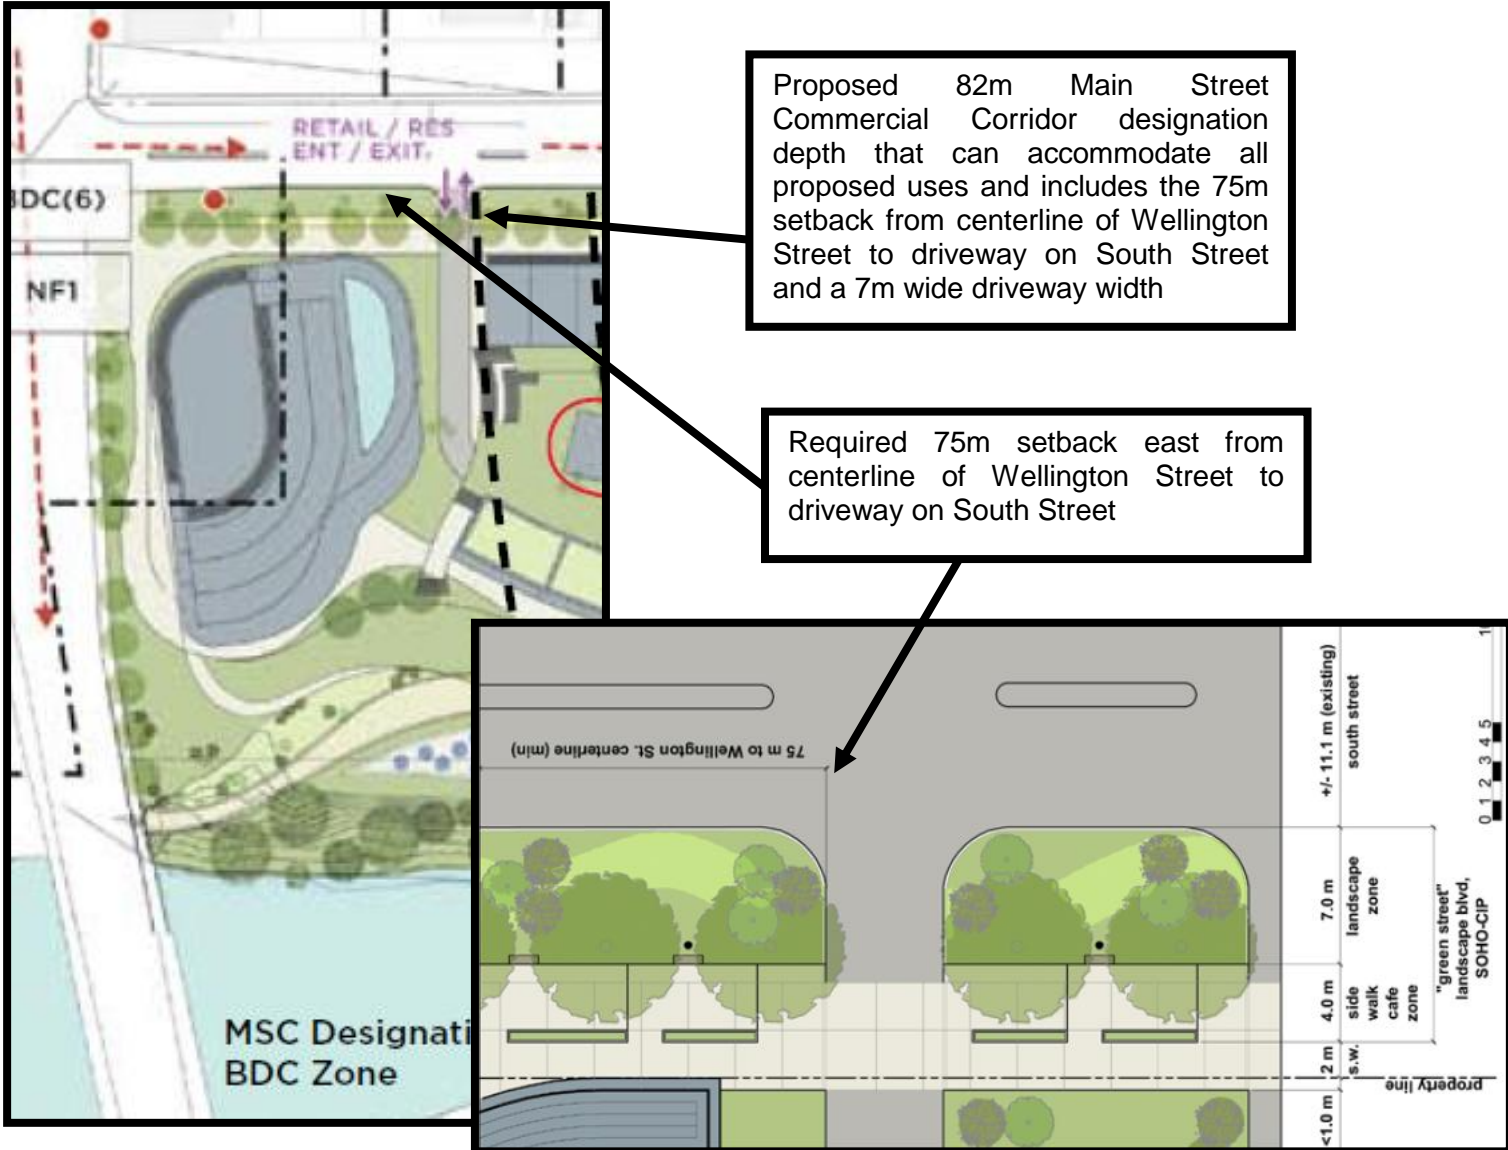 RETAIL / RES
ENT / EXIT.
BDC(6)
NF1
Proposed 82m Main Street
Commercial Corridor designation
depth that can accommodate all
proposed uses and includes the 75m
setback from centerline of Wellington
Street to driveway on South Street
and a 7m wide driveway width
Required 75m setback east from
centerline of Wellington Street to
driveway on South Street
MSC Designati
BDC Zone
75 m to Wellington St. centerline (min)
+/- 11.1 m (existing)
south street
7.0 m
landscape
zone
4.0 m
side
walk
cafe
zone
"green street"
landscape blvd,
SOHO-CIP
2 m
s.w.
property line
<1.0 m
0 1 2 3 4 5